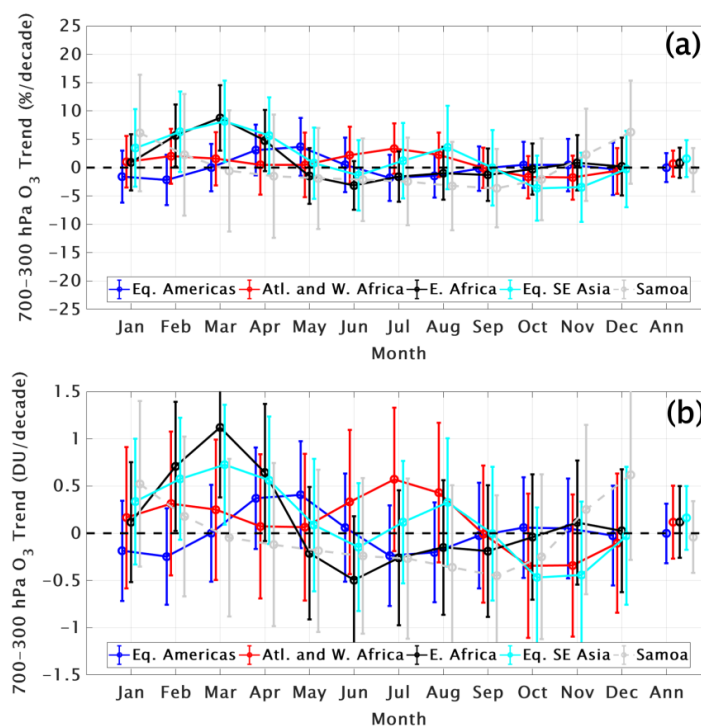 (a)
700-300 hPa O3 Trend (%/decade)
25
20
15
10
5
0
-5
-10
-15
-20
-25
Eq. Americas Atl. and W. Africa E. Africa Eq. SE Asia Samoa
Jan Feb Mar Apr May Jun Jul Aug Sep Oct Nov Dec Ann
Month
(b)
700-300 hPa O3 Trend (DU/decade)
1.5
1
0.5
0
-0.5
-1
-1.5
Eq. Americas Atl. and W. Africa E. Africa Eq. SE Asia Samoa
Jan Feb Mar Apr May Jun Jul Aug Sep Oct Nov Dec Ann
Month